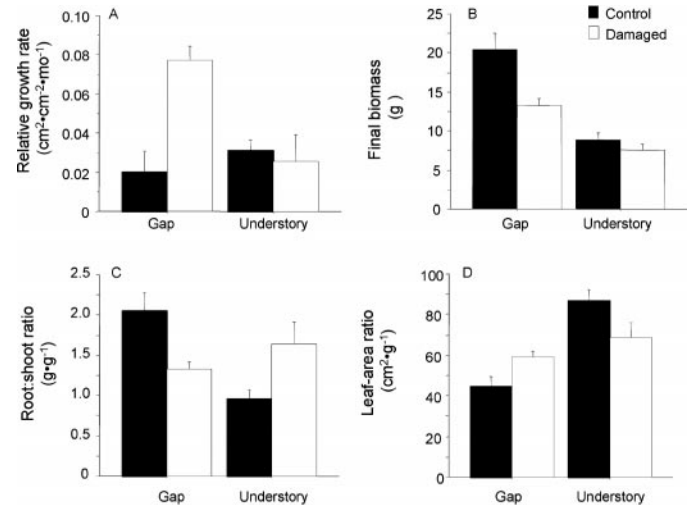 A
Relative growth rate
(cm²•cm⁻²•mo⁻¹)
0.10
0.08
0.06
0.04
0.02
0
Gap Understory
B
Control
Damaged
Final biomass
(g )
25
20
15
10
5
0
Gap Understory
C
Root:shoot ratio
(g•g⁻¹)
2.5
2.0
1.5
1.0
0.5
0
Gap Understory
D
Leaf-area ratio
(cm²•g⁻¹)
100
80
60
40
20
0
Gap Understory